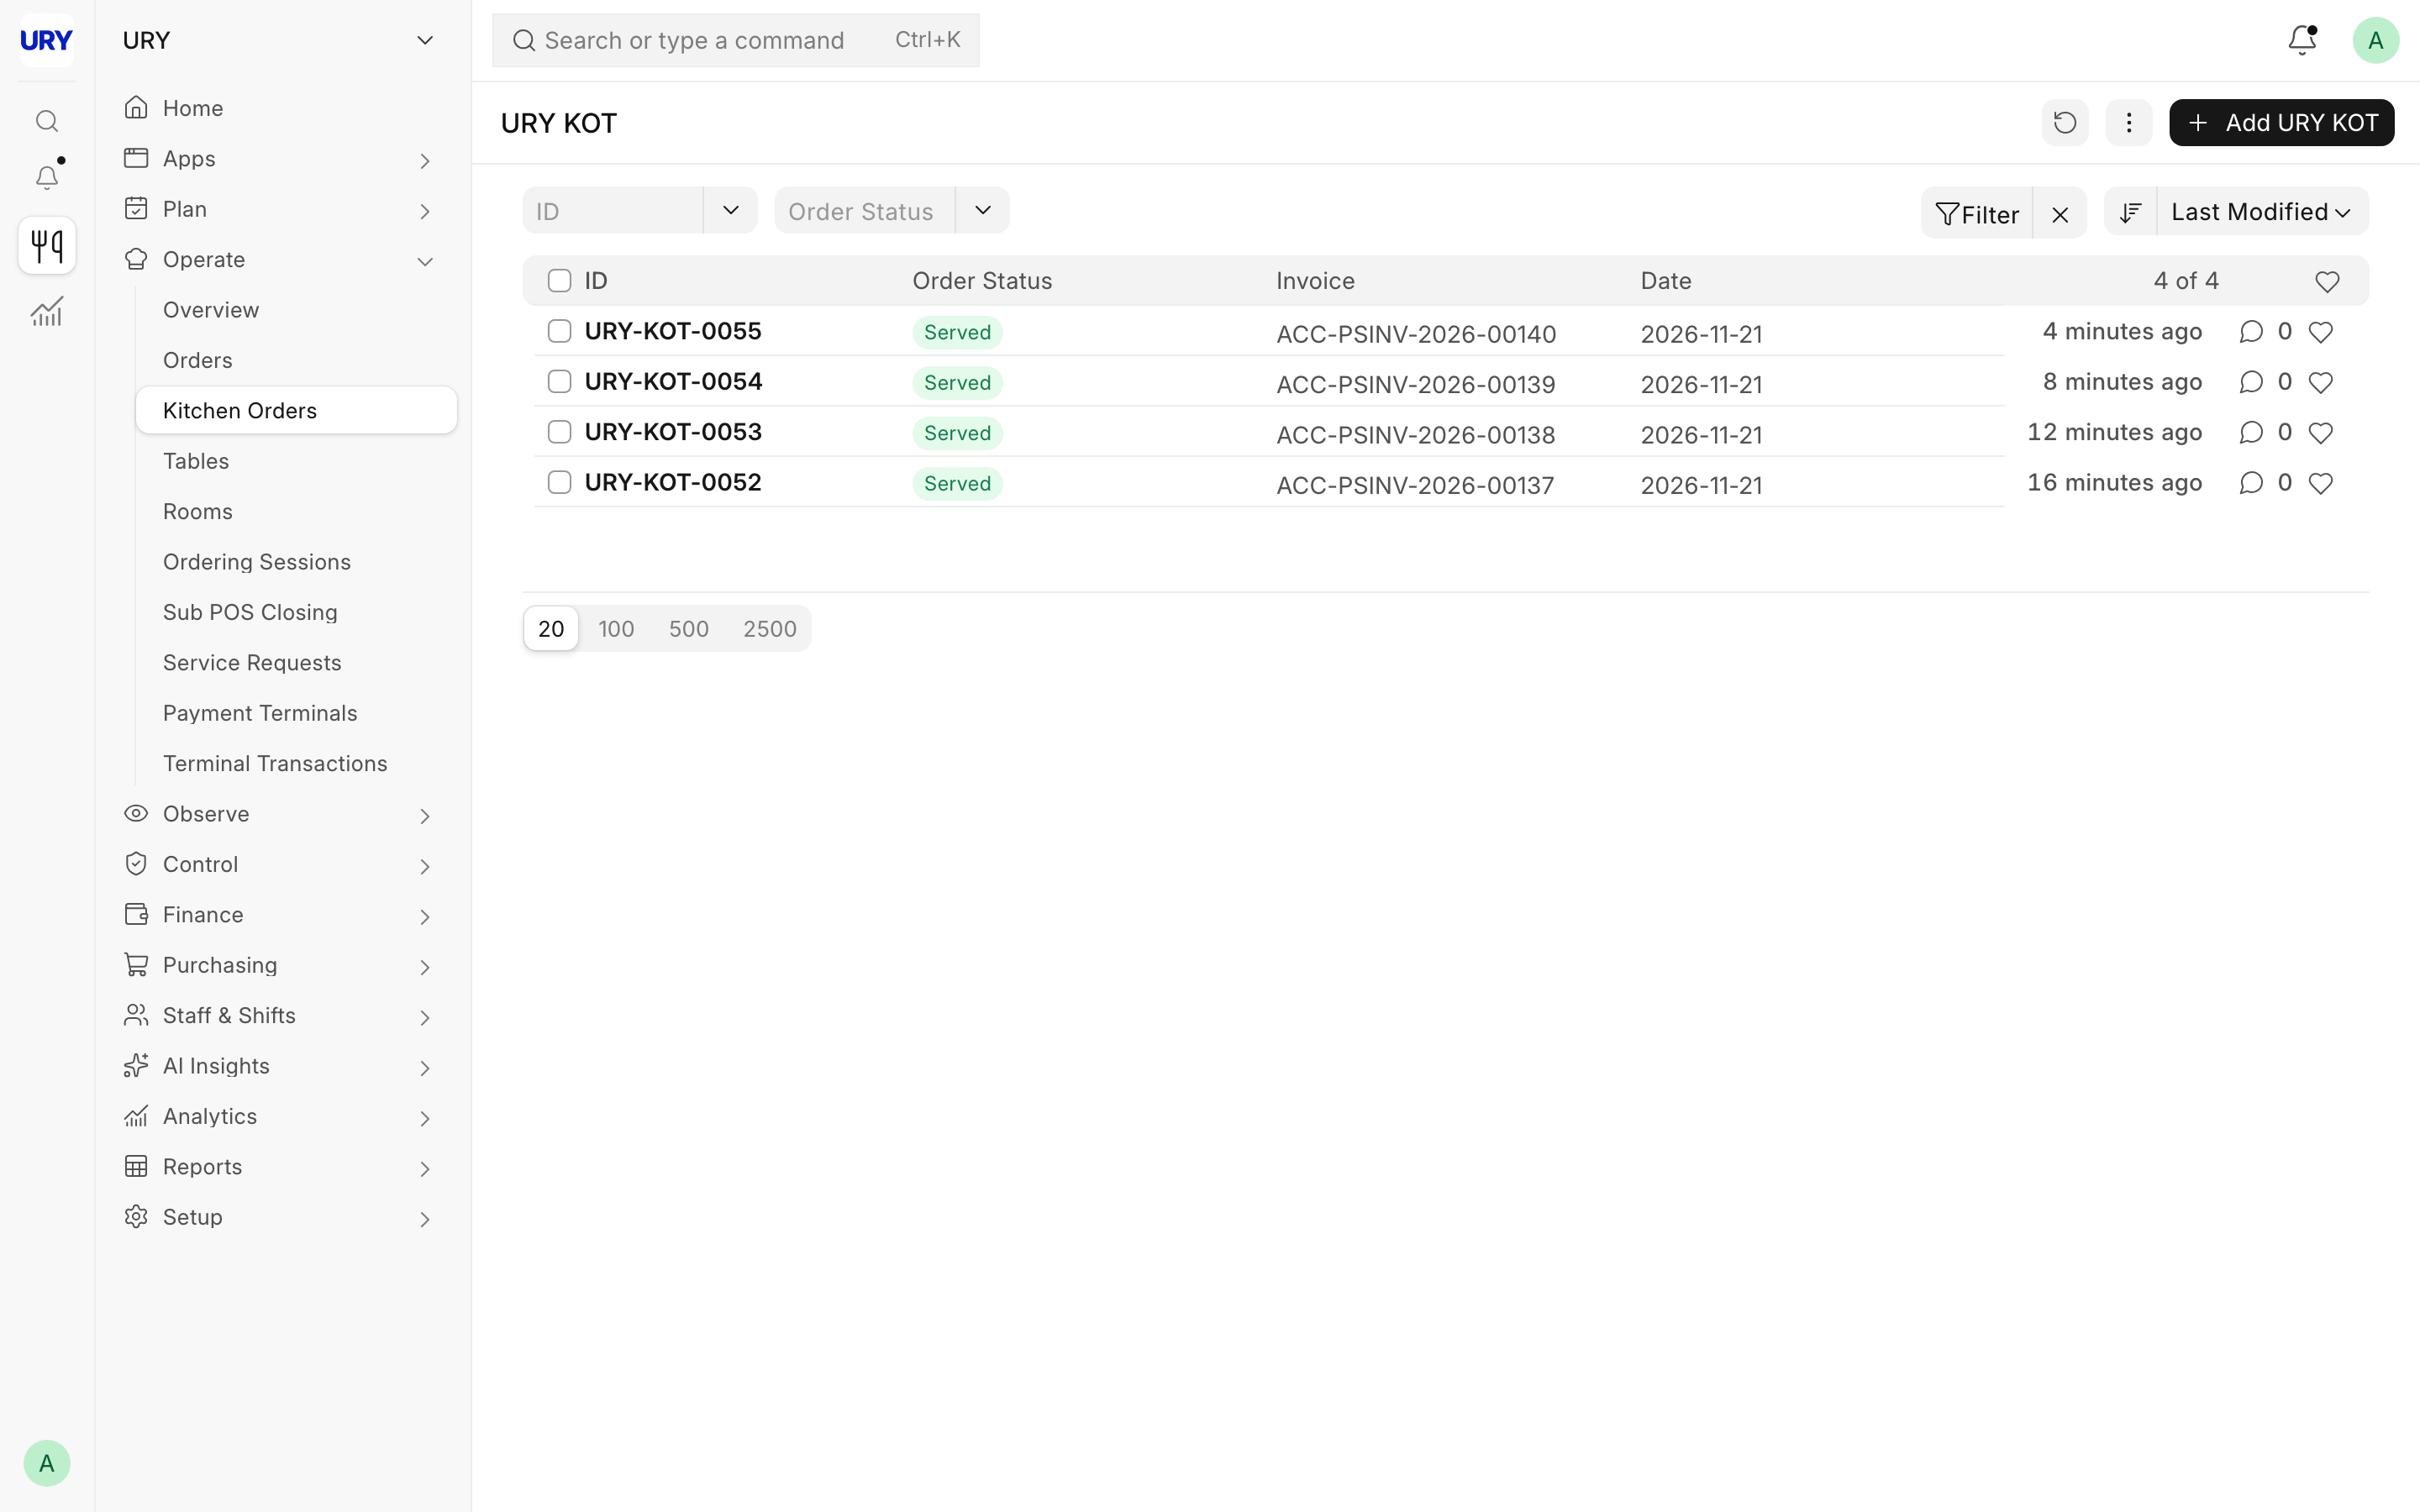 URY
URY
Search or type a command
Ctrl+K
A
Home
Apps
Plan
Operate
Overview
Orders
Kitchen Orders
Tables
Rooms
Ordering Sessions
Sub POS Closing
Service Requests
Payment Terminals
Terminal Transactions
Observe
Control
Finance
Purchasing
Staff & Shifts
AI Insights
Analytics
Reports
Setup
A
URY KOT
Add URY KOT
ID
Order Status
Filter
Last Modified
ID Order Status Invoice Date 4 of 4
URY-KOT-0055 Served ACC-PSINV-2026-00140 2026-11-21 4 minutes ago 0
URY-KOT-0054 Served ACC-PSINV-2026-00139 2026-11-21 8 minutes ago 0
URY-KOT-0053 Served ACC-PSINV-2026-00138 2026-11-21 12 minutes ago 0
URY-KOT-0052 Served ACC-PSINV-2026-00137 2026-11-21 16 minutes ago 0
20 100 500 2500